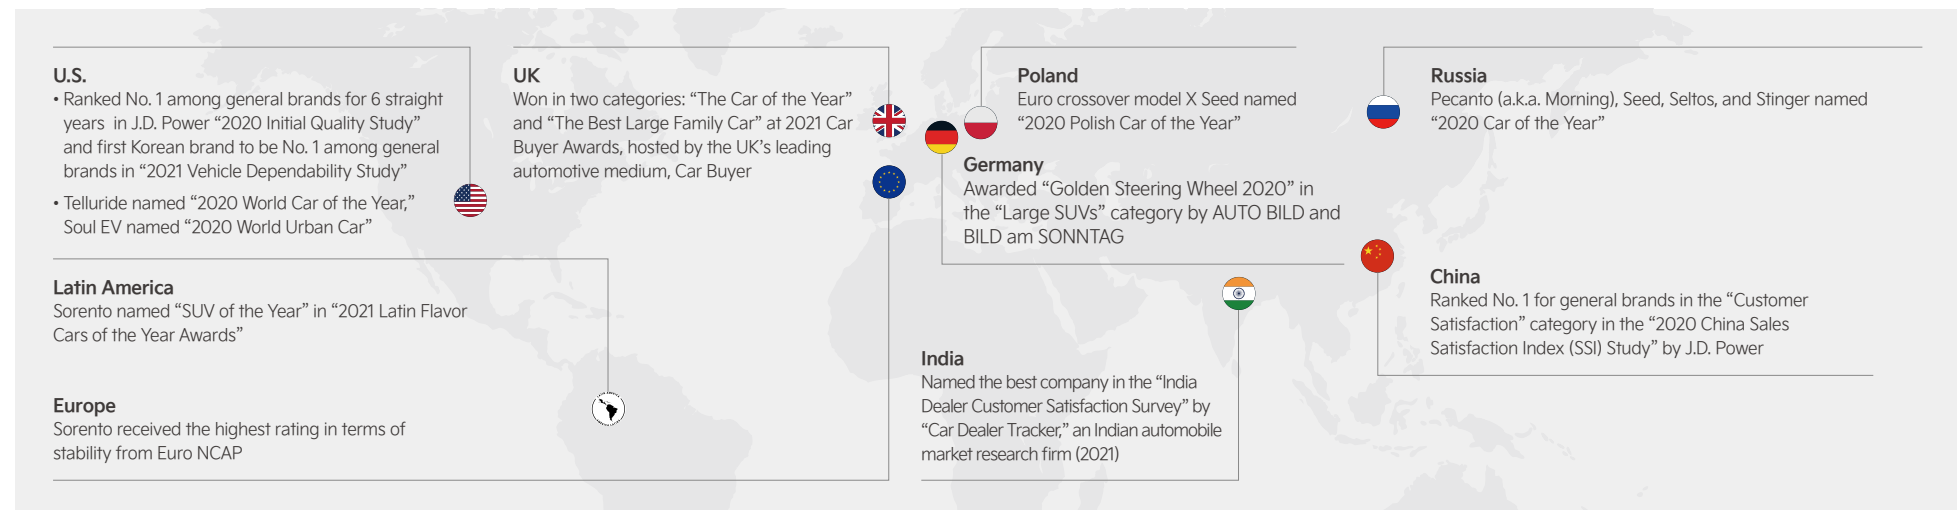 U.S.
• Ranked No. 1 among general brands for 6 straight
years in J.D. Power “2020 Initial Quality Study”
and first Korean brand to be No. 1 among general
brands in “2021 Vehicle Dependability Study”
• Telluride named “2020 World Car of the Year,”
Soul EV named “2020 World Urban Car”
UK
Won in two categories: “The Car of the Year”
and “The Best Large Family Car” at 2021 Car
Buyer Awards, hosted by the UK’s leading
automotive medium, Car Buyer
Poland
Euro crossover model X Seed named
“2020 Polish Car of the Year”
Germany
Awarded “Golden Steering Wheel 2020” in
the “Large SUVs” category by AUTO BILD and
BILD am SONNTAG
Russia
Pecanto (a.k.a. Morning), Seed, Seltos, and Stinger named
“2020 Car of the Year”
Latin America
Sorento named “SUV of the Year” in “2021 Latin Flavor
Cars of the Year Awards”
Europe
Sorento received the highest rating in terms of
stability from Euro NCAP
India
Named the best company in the “India
Dealer Customer Satisfaction Survey” by
“Car Dealer Tracker,” an Indian automobile
market research firm (2021)
China
Ranked No. 1 for general brands in the “Customer
Satisfaction” category in the “2020 China Sales
Satisfaction Index (SSI) Study” by J.D. Power